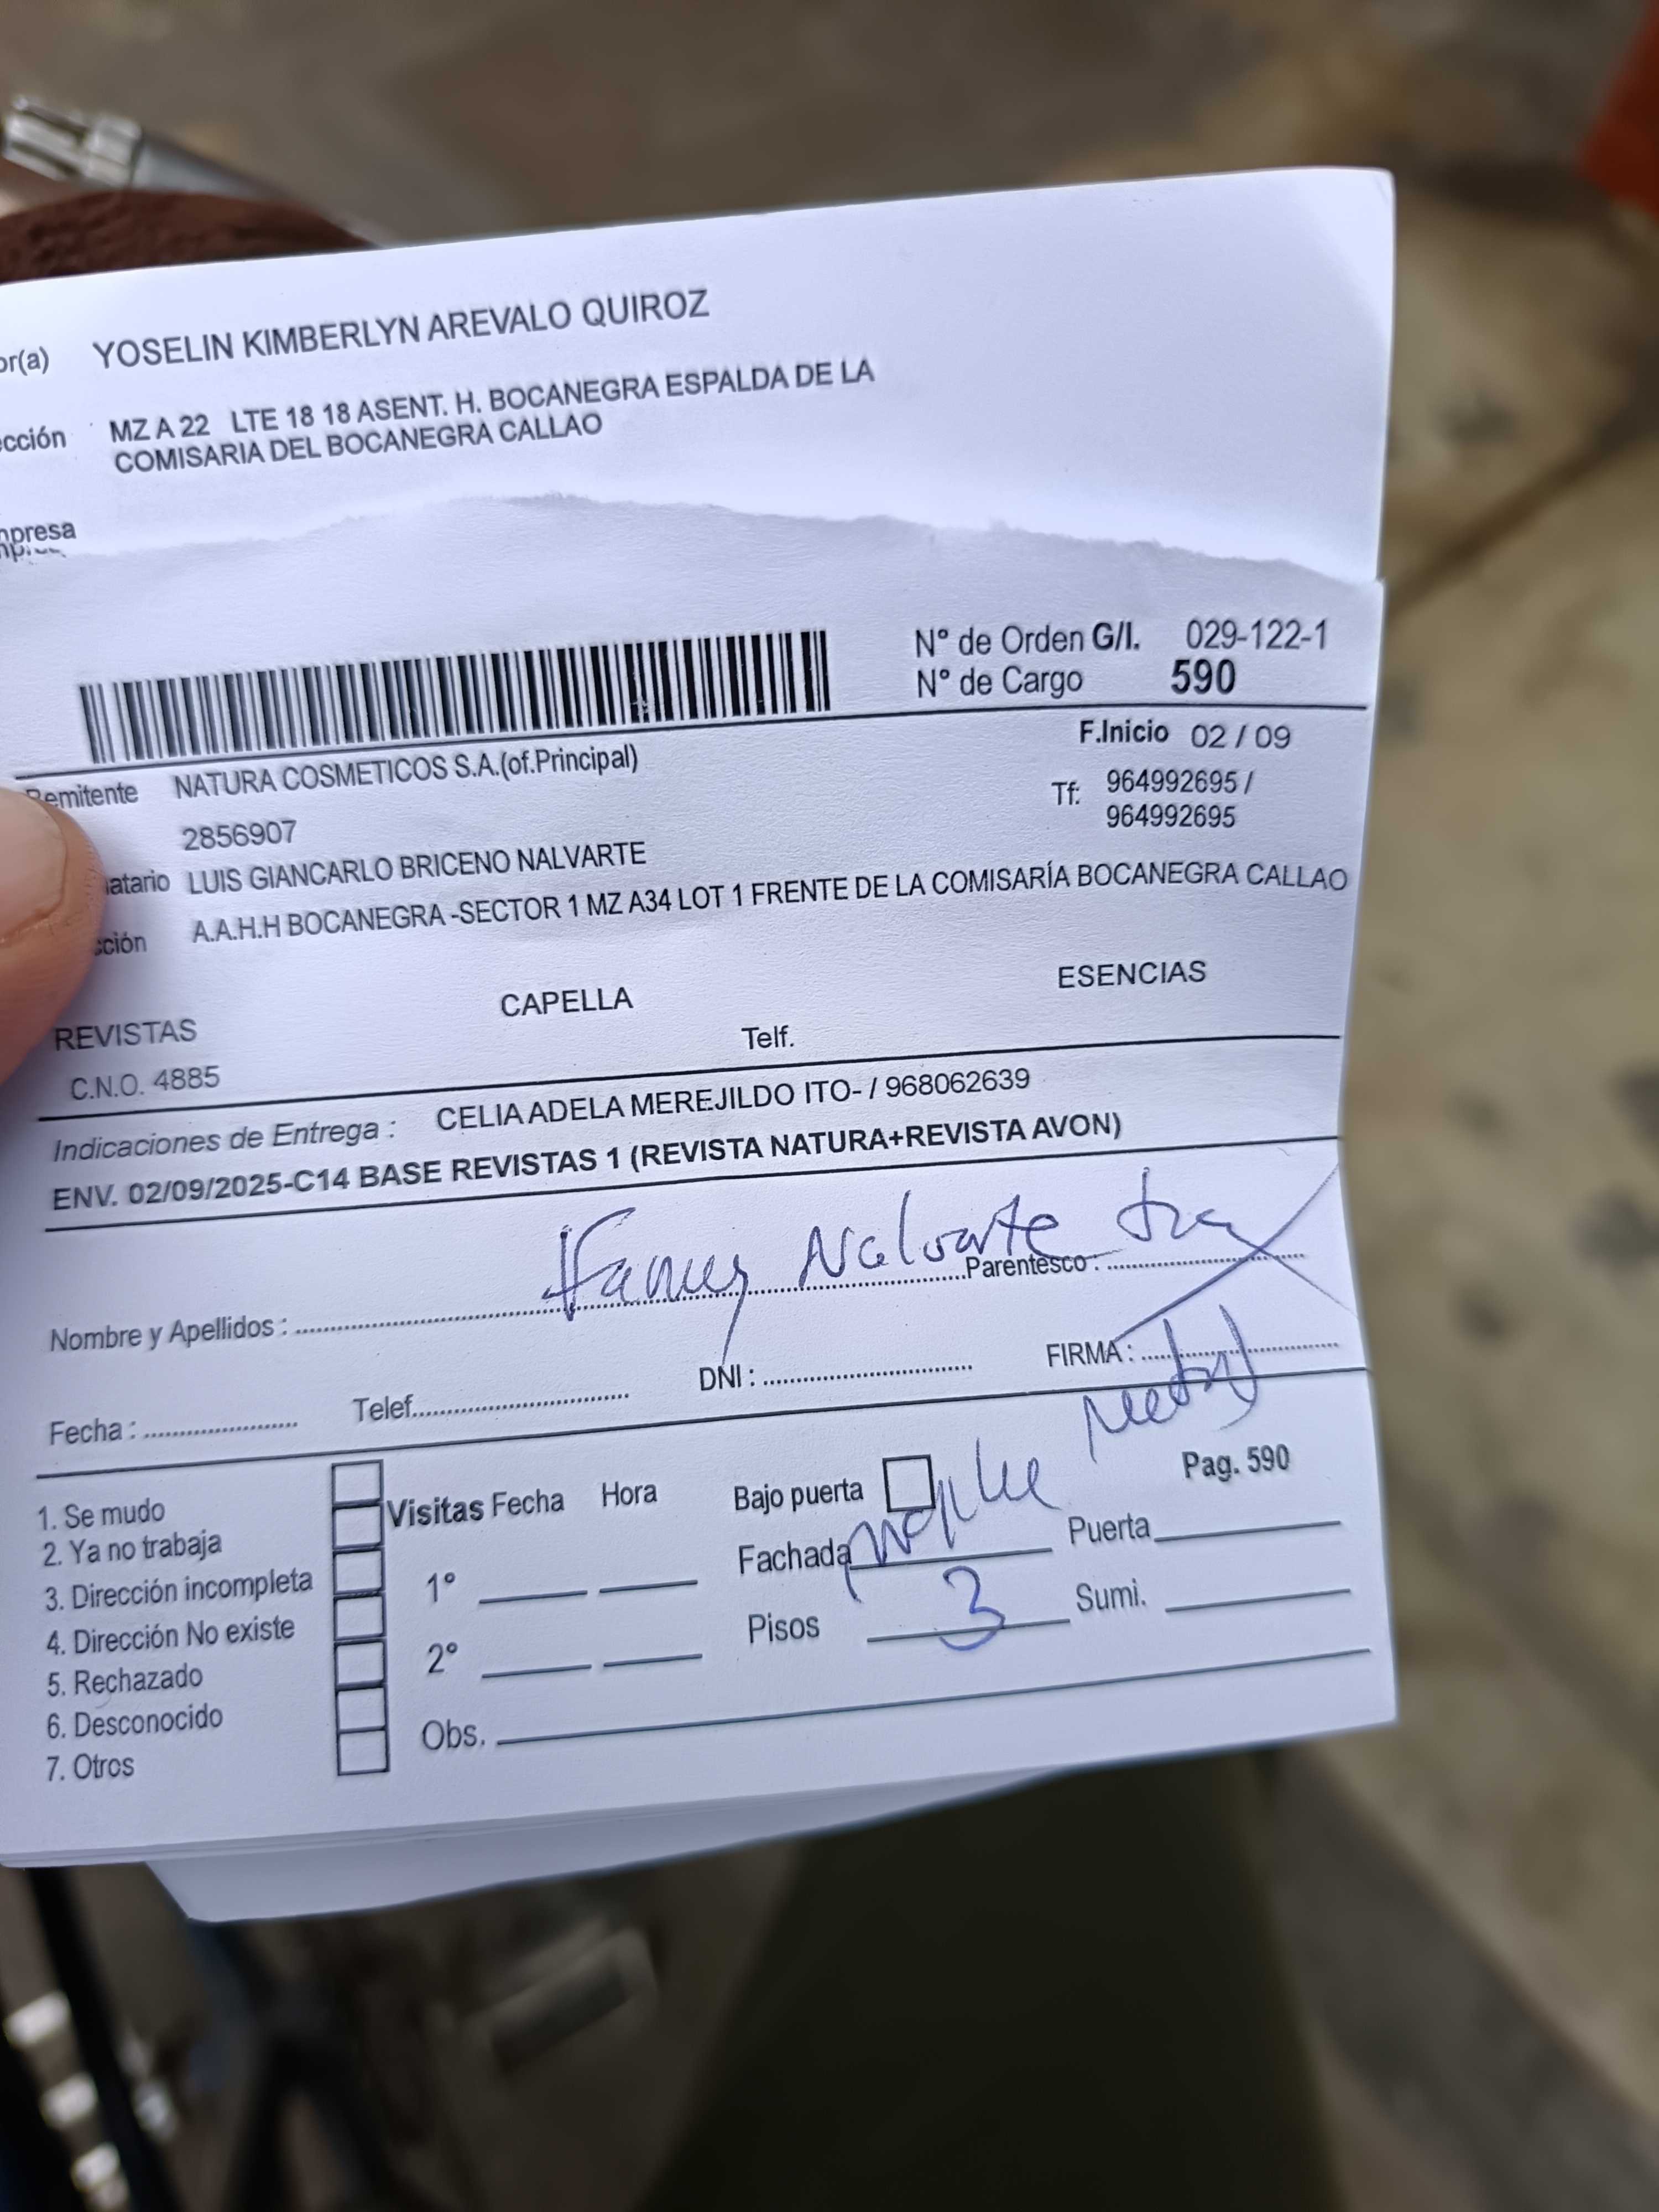 or(a) YOSELIN KIMBERLYN AREVALO QUIROZ
cción MZ A 22 LTE 18 18 ASENT. H. BOCANEGRA ESPALDA DE LA
COMISARIA DEL BOCANEGRA CALLAO
mpresa
N° de Orden G/I. 029-122-1
N° de Cargo 590
F.Inicio 02 / 09
Remitente NATURA COSMETICOS S.A.(of.Principal)
Tf: 964992695 /
964992695
2856907
latario LUIS GIANCARLO BRICENO NALVARTE
cción A.A.H.H BOCANEGRA -SECTOR 1 MZ A34 LOT 1 FRENTE DE LA COMISARÍA BOCANEGRA CALLAO
REVISTAS CAPELLA ESENCIAS
C.N.O. 4885 Telf.
Indicaciones de Entrega : CELIA ADELA MEREJILDO ITO- / 968062639
ENV. 02/09/2025-C14 BASE REVISTAS 1 (REVISTA NATURA+REVISTA AVON)
Nombre y Apellidos : Nalvarte Parentesco :
Fecha : Telef. DNI : FIRMA :
Pag. 590
1. Se mudo
2. Ya no trabaja
3. Dirección incompleta
4. Dirección No existe
5. Rechazado
6. Desconocido
7. Otros
Visitas Fecha Hora
1°
2°
Obs.
Bajo puerta
Fachada Puerta
Pisos 3 Sumi.